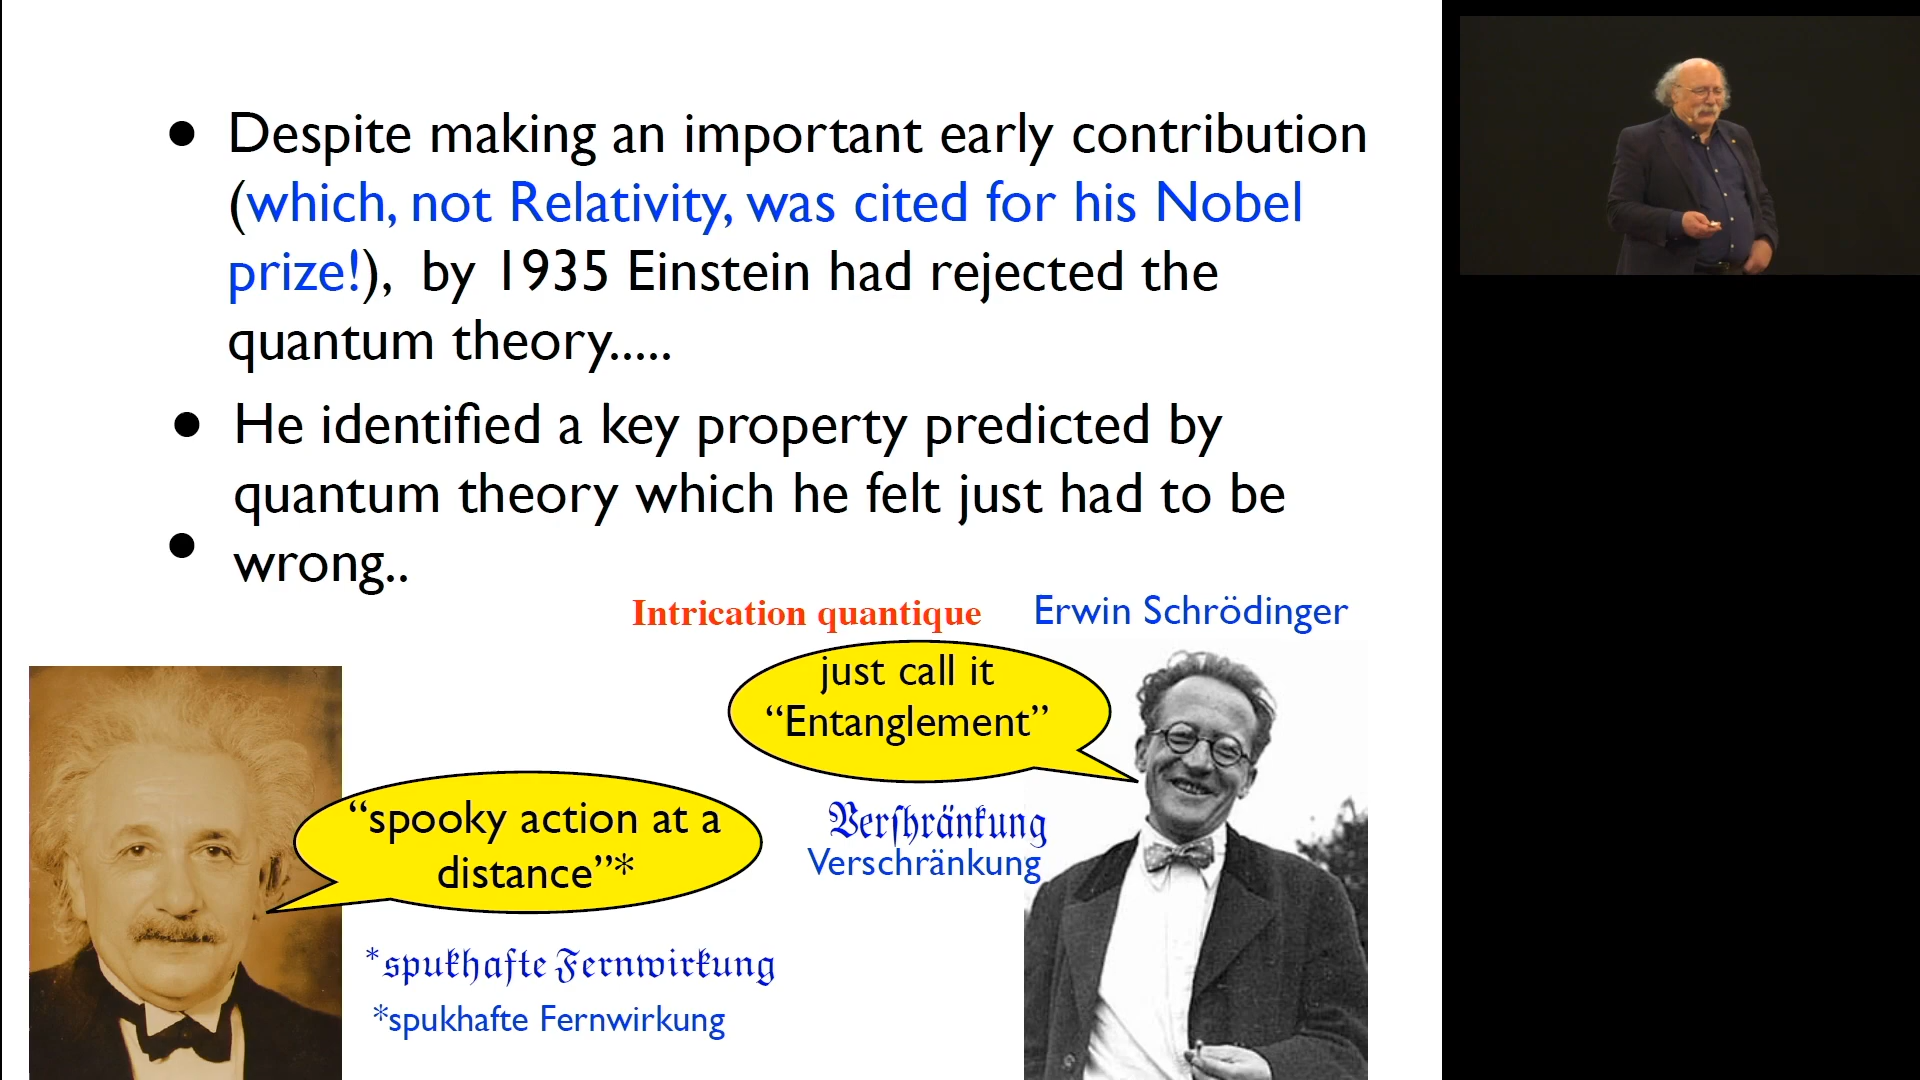 • Despite making an important early contribution
(which, not Relativity, was cited for his Nobel
prize!), by 1935 Einstein had rejected the
quantum theory.....
• He identified a key property predicted by
quantum theory which he felt just had to be
• wrong..
Intrication quantique
Erwin Schrödinger
just call it
“Entanglement”
“spooky action at a
distance”*
Verſhränkung
Verschränkung
*spukhafte Fernwirkung
*spukhafte Fernwirkung